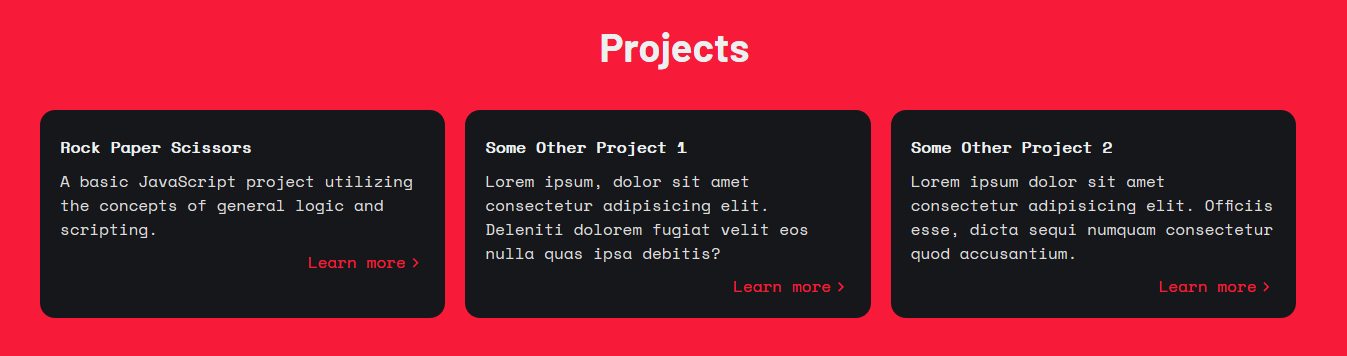 Projects
Rock Paper Scissors
A basic JavaScript project utilizing
the concepts of general logic and
scripting.
Learn more >
Some Other Project 1
Lorem ipsum, dolor sit amet
consectetur adipisicing elit.
Deleniti dolorem fugiat velit eos
nulla quas ipsa debitis?
Learn more >
Some Other Project 2
Lorem ipsum dolor sit amet
consectetur adipisicing elit. Officiis
esse, dicta sequi numquam consectetur
quod accusantium.
Learn more >